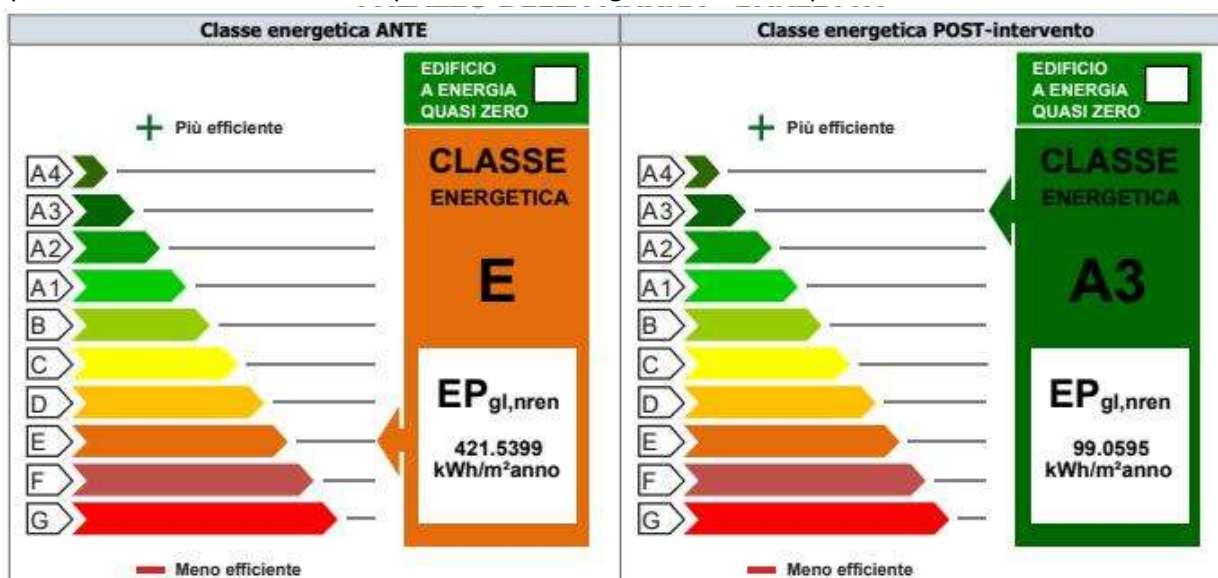 Classe energetica ANTE
Classe energetica POST-intervento
EDIFICIO
A ENERGIA
QUASI ZERO
Più efficiente
CLASSE
ENERGETICA
E
A4
A3
A2
A1
B
C
D
E
F
G
EPgl,nren
421.5399
kWh/m²anno
Meno efficiente
EDIFICIO
A ENERGIA
QUASI ZERO
Più efficiente
CLASSE
ENERGETICA
A3
A4
A3
A2
A1
B
C
D
E
F
G
EPgl,nren
99.0595
kWh/m²anno
Meno efficiente